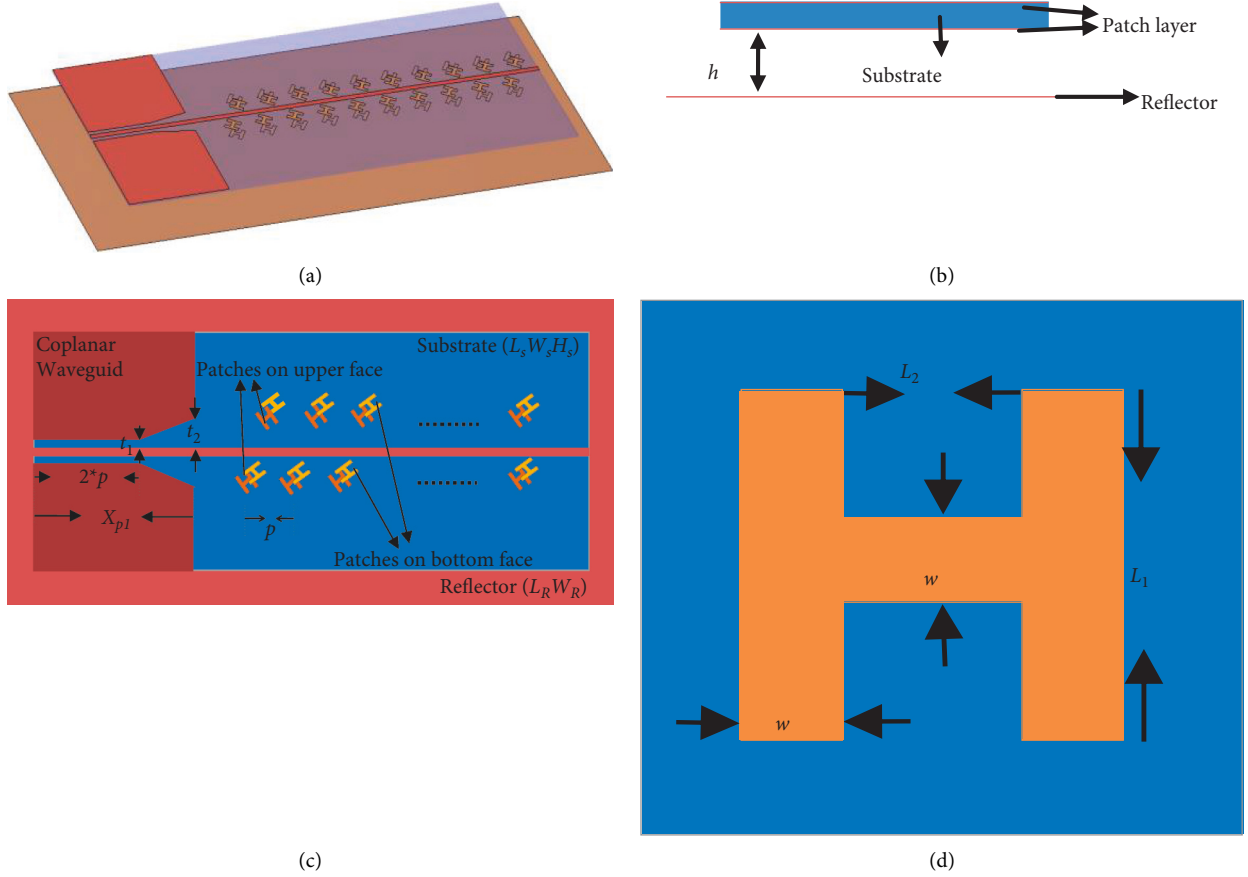 h
Patch layer
Substrate
Reflector
(a)
(b)
Coplanar
Waveguid
Substrate (LsWsHs)
Patches on upper face
t1
t2
2*p
Xp1
p
Patches on bottom face
Reflector (LRWR)
L2
w
L1
w
(c)
(d)